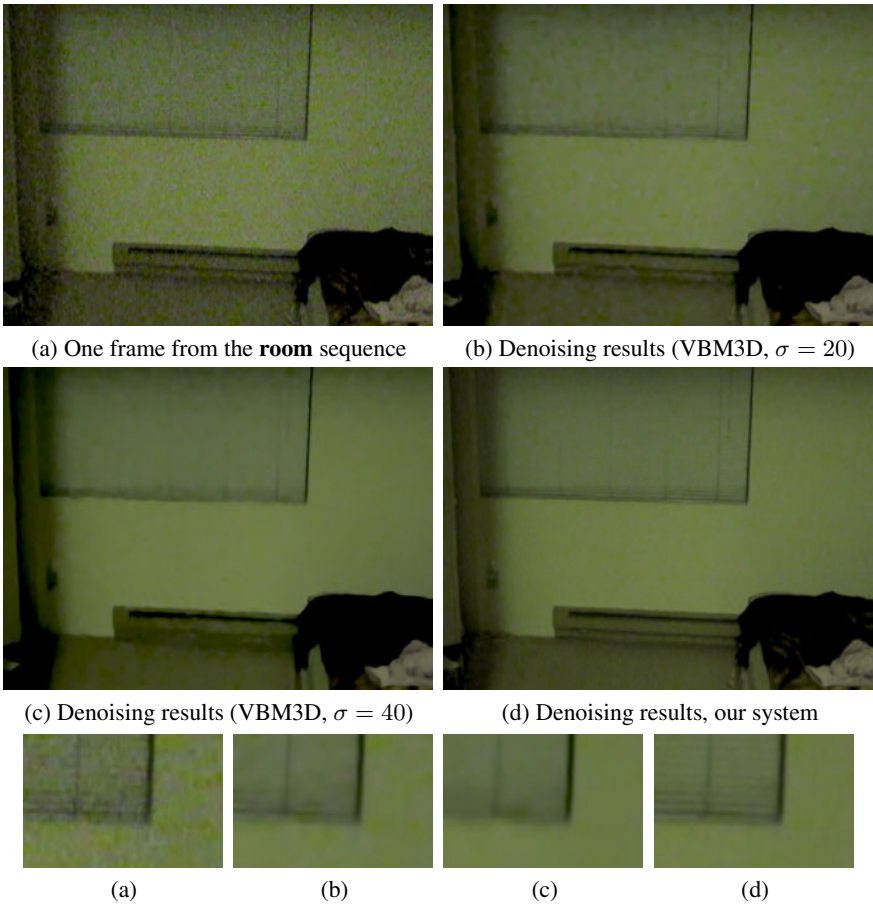 (a) One frame from the room sequence
(b) Denoising results (VBM3D, σ = 20)
(c) Denoising results (VBM3D, σ = 40)
(d) Denoising results, our system
(a)
(b)
(c)
(d)